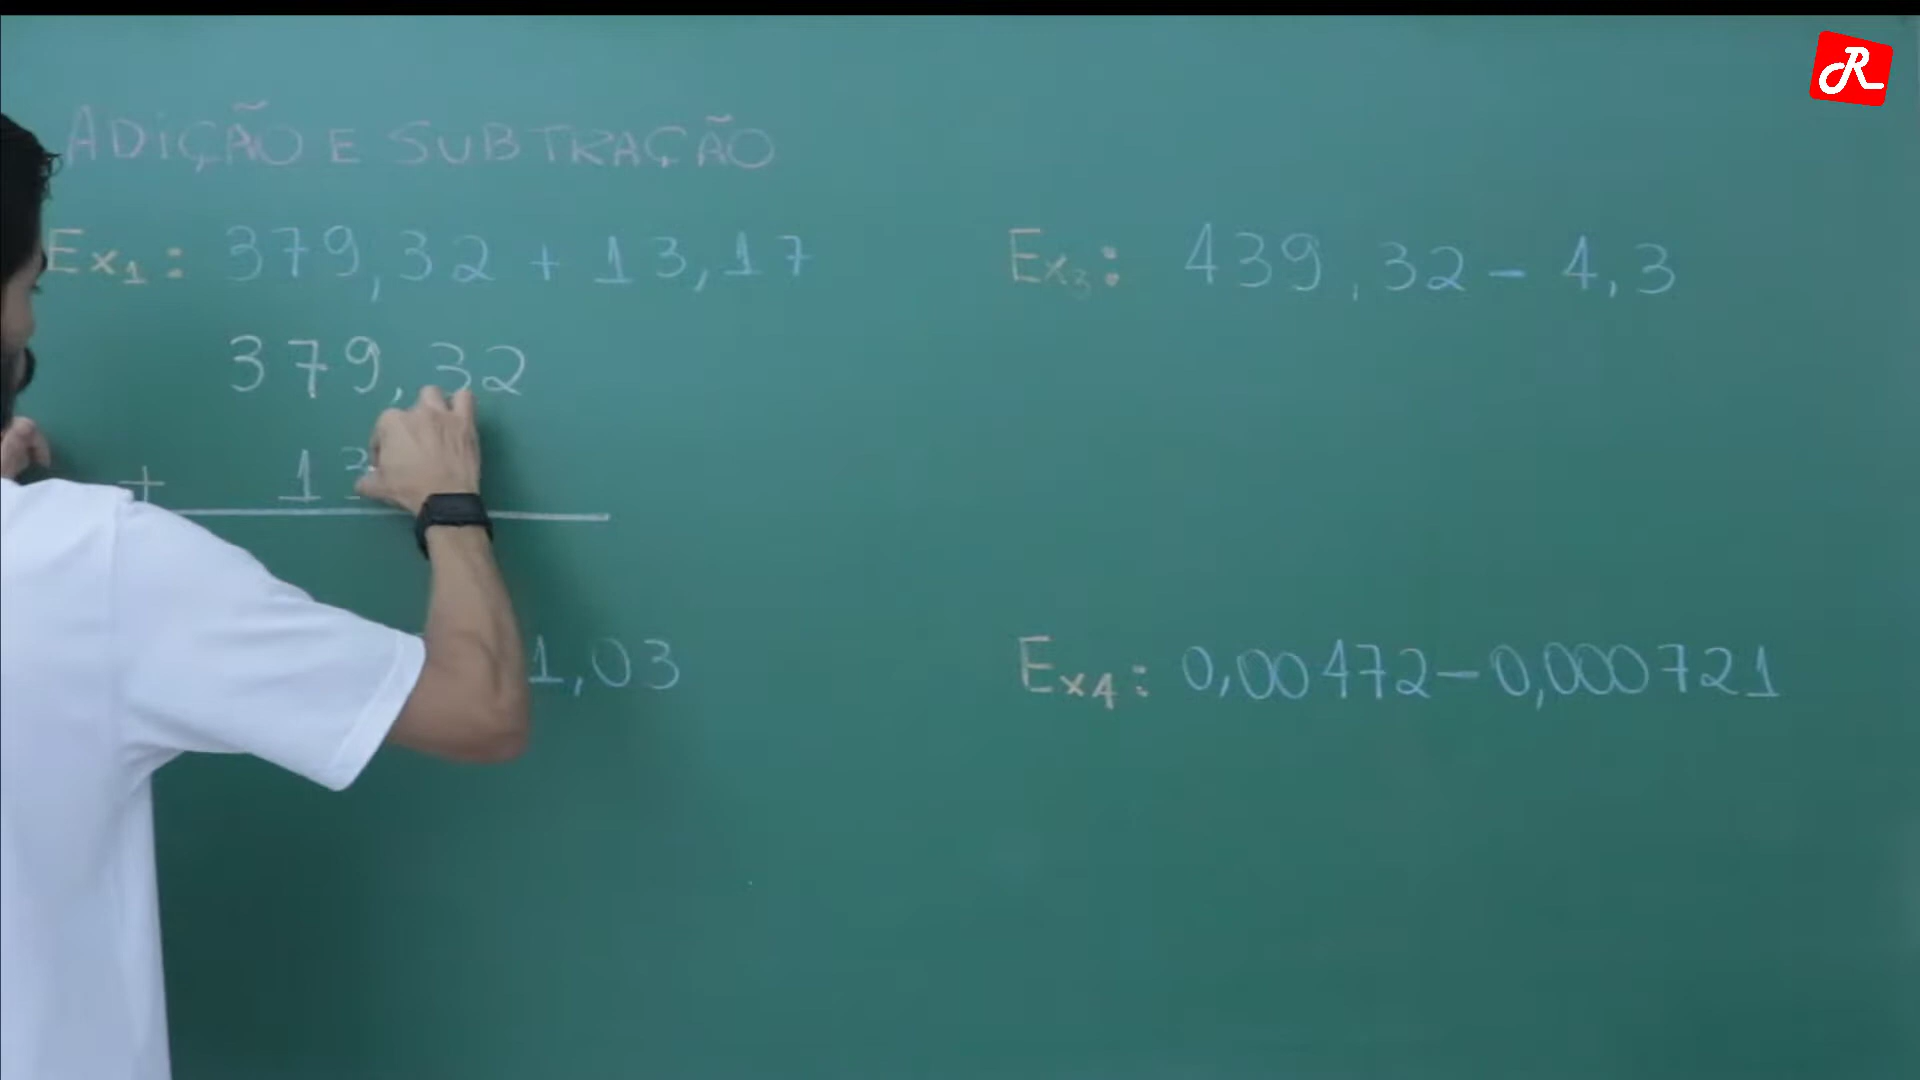 ADIÇÃO E SUBTRAÇÃO
Ex1: 379,32 + 13,17
379,32
+ 13
1,03
Ex3: 439,32 - 4,3
Ex4: 0,00472 - 0,000721
R